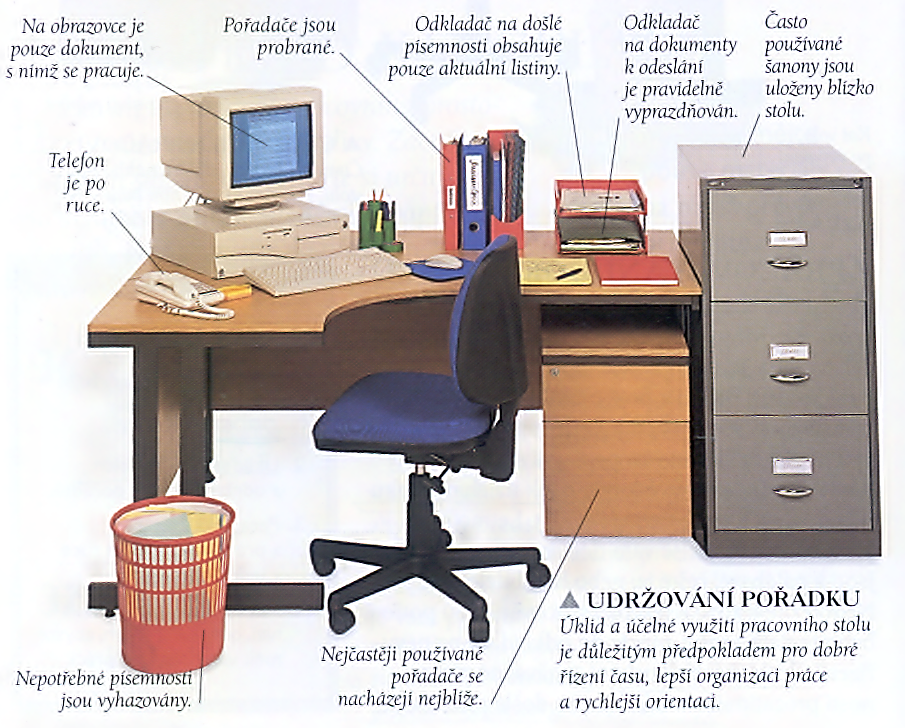 Na obrazovce je
pouze dokument,
s nímž se pracuje.
Pořadače jsou
probrané.
Odkladač na došlé
písemnosti obsahuje
pouze aktuální listiny.
Odkladač
na dokumenty
k odeslání
je pravidelně
vyprazdňován.
Často
používané
šanony jsou
uloženy blízko
stolu.
Telefon
je po
ruce.
Nepotřebné písemnosti
jsou vyhazovány.
Nejčastěji používané
pořadače se
nacházejí nejblíže.
UDRŽOVÁNÍ POŘÁDKU
Úklid a účelné využití pracovního stolu
je důležitým předpokladem pro dobré
řízení času, lepší organizaci práce
a rychlejší orientaci.